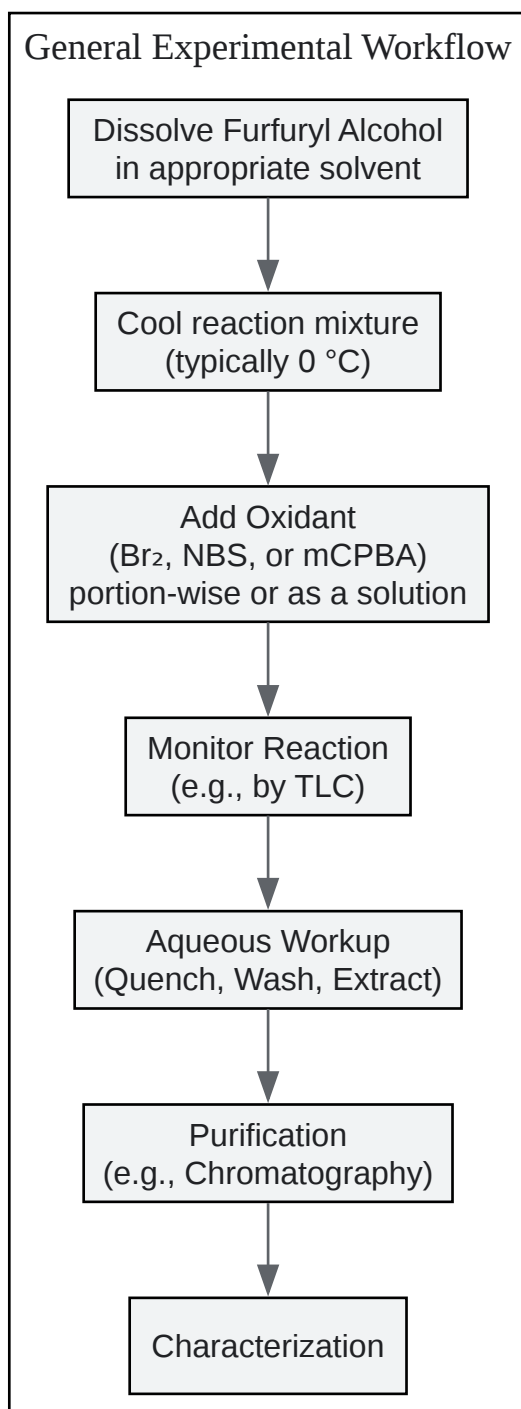 General Experimental Workflow
Dissolve Furfuryl Alcohol
in appropriate solvent
Cool reaction mixture
(typically 0 °C)
Add Oxidant
(Br₂, NBS, or mCPBA)
portion-wise or as a solution
Monitor Reaction
(e.g., by TLC)
Aqueous Workup
(Quench, Wash, Extract)
Purification
(e.g., Chromatography)
Characterization